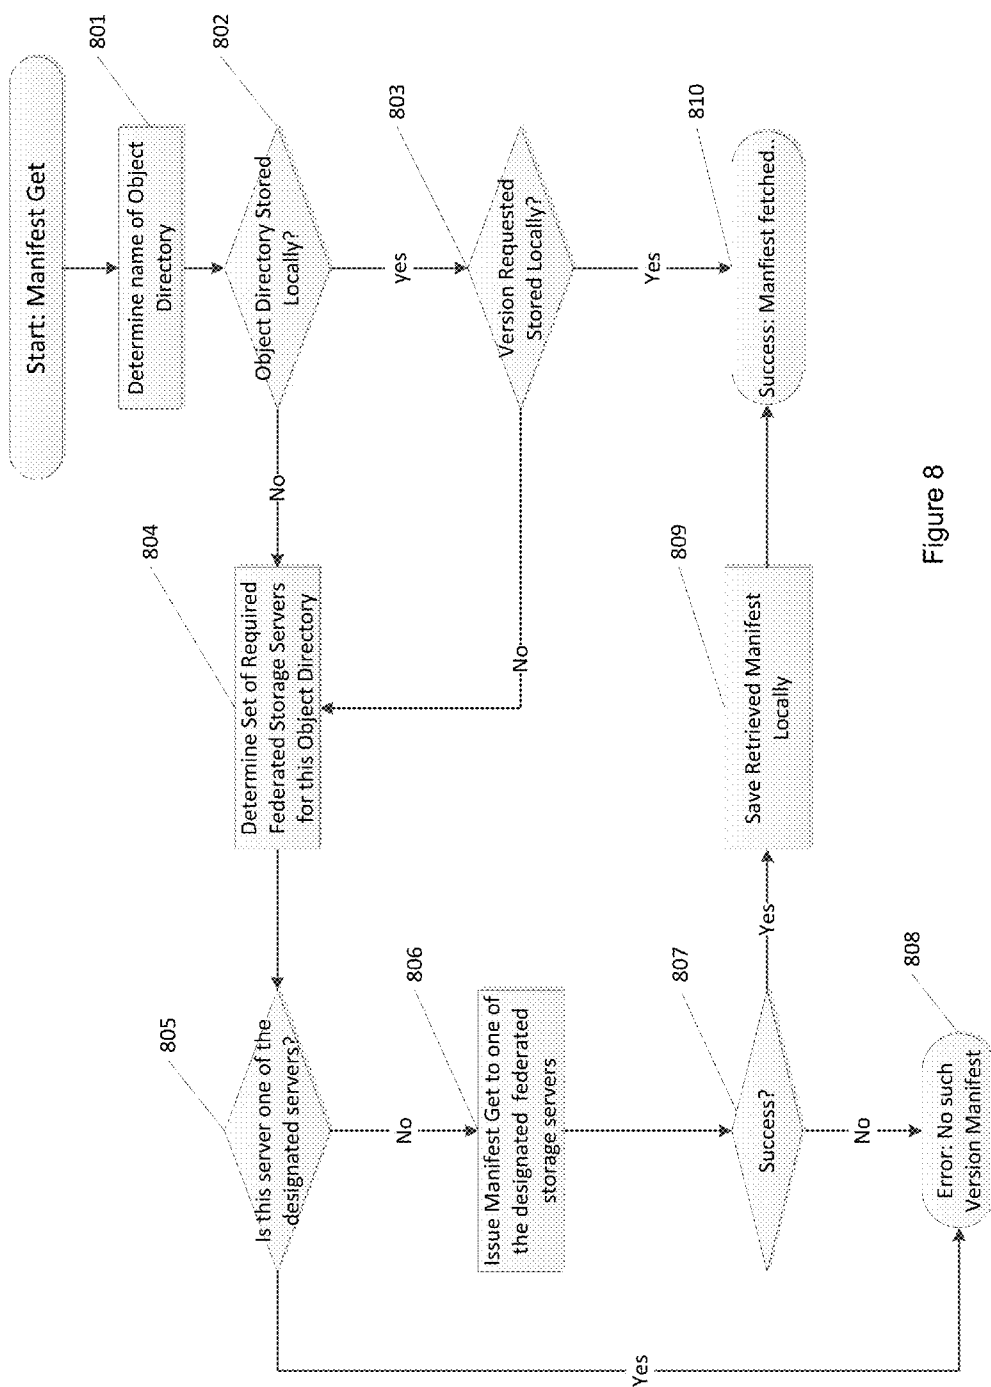 Start: Manifest Get
801
Determine name of Object
Directory
802
Object Directory Stored
Locally?
yes
No
803
Version Requested
Stored Locally?
Yes
No
810
Success: Manfiest fetched..
804
Determine Set of Required
Federated Storage Servers
for this Object Directory
805
Is this server one of the
designated servers?
No
Yes
806
Issue Manifest Get to one of
the designated federated
storage servers
807
Success?
Yes
No
809
Save Retrieved Manifest
Locally
808
Error: No such
Version Manifest
Figure 8